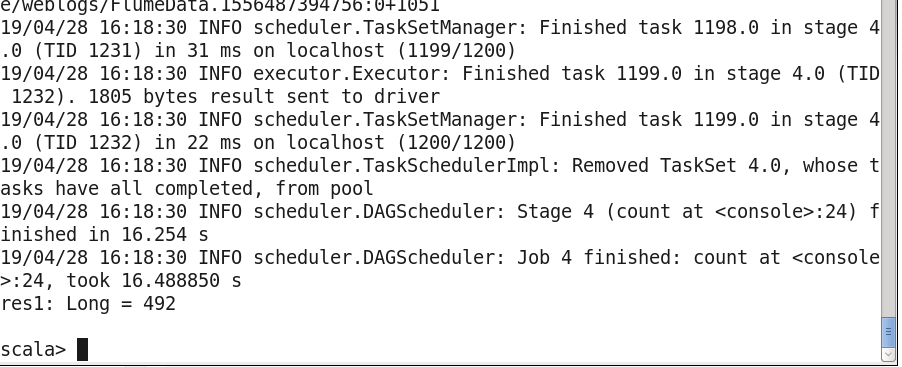 e/weblogs/FlumeData.1556487394756:0+1051
19/04/28 16:18:30 INFO scheduler.TaskSetManager: Finished task 1198.0 in stage 4
.0 (TID 1231) in 31 ms on localhost (1199/1200)
19/04/28 16:18:30 INFO executor.Executor: Finished task 1199.0 in stage 4.0 (TID
 1232). 1805 bytes result sent to driver
19/04/28 16:18:30 INFO scheduler.TaskSetManager: Finished task 1199.0 in stage 4
.0 (TID 1232) in 22 ms on localhost (1200/1200)
19/04/28 16:18:30 INFO scheduler.TaskSchedulerImpl: Removed TaskSet 4.0, whose t
asks have all completed, from pool
19/04/28 16:18:30 INFO scheduler.DAGScheduler: Stage 4 (count at <console>:24) f
inished in 16.254 s
19/04/28 16:18:30 INFO scheduler.DAGScheduler: Job 4 finished: count at <console
>:24, took 16.488850 s
res1: Long = 492
scala>